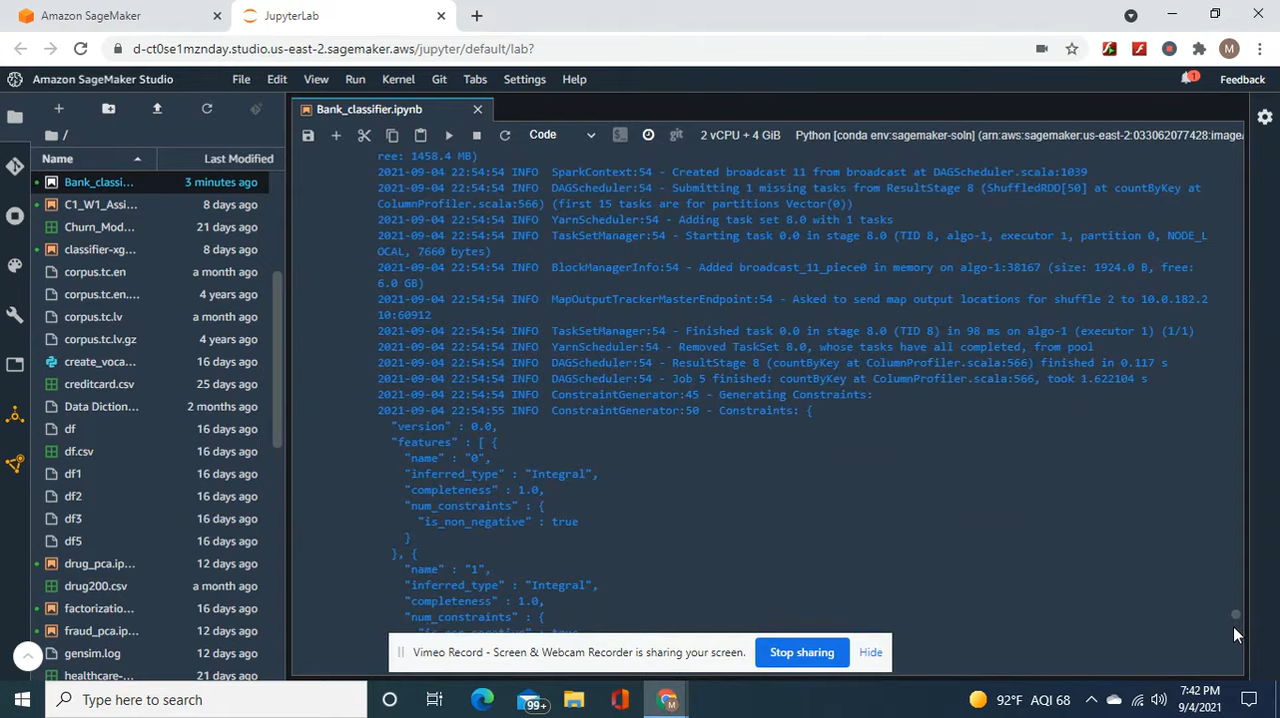 Amazon SageMaker
JupyterLab
d-ct0se1mznday.studio.us-east-2.sagemaker.aws/jupyter/default/lab?
M
Amazon SageMaker Studio
File Edit View Run Kernel Git Tabs Settings Help
1
Feedback
Bank_classifier.ipynb
Code
git
2 vCPU + 4 GiB
Python [conda env:sagemaker-soln] (arn:aws:sagemaker:us-east-2:033062077428:image/
/
Name Last Modified
Bank_classi... 3 minutes ago
C1_W1_Assi... 8 days ago
Churn_Mod... 21 days ago
classifier-xg... 8 days ago
corpus.tc.en a month ago
corpus.tc.en.... 4 years ago
corpus.tc.lv a month ago
corpus.tc.lv.gz 4 years ago
create_voca... 16 days ago
creditcard.csv 25 days ago
Data Diction... 2 months ago
df 16 days ago
df.csv 16 days ago
df1 16 days ago
df2 16 days ago
df3 16 days ago
df5 16 days ago
drug_pca.ip... 12 days ago
drug200.csv a month ago
factorizatio... 16 days ago
fraud_pca.ip... 12 days ago
gensim.log 12 days ago
healthcare-... 21 days ago
ree: 1458.4 MB)
2021-09-04 22:54:54 INFO SparkContext:54 - Created broadcast 11 from broadcast at DAGScheduler.scala:1039
2021-09-04 22:54:54 INFO DAGScheduler:54 - Submitting 1 missing tasks from ResultStage 8 (ShuffledRDD[50] at countByKey at
ColumnProfiler.scala:566) (first 15 tasks are for partitions Vector(0))
2021-09-04 22:54:54 INFO YarnScheduler:54 - Adding task set 8.0 with 1 tasks
2021-09-04 22:54:54 INFO TaskSetManager:54 - Starting task 0.0 in stage 8.0 (TID 8, algo-1, executor 1, partition 0, NODE_L
OCAL, 7660 bytes)
2021-09-04 22:54:54 INFO BlockManagerInfo:54 - Added broadcast_11_piece0 in memory on algo-1:38167 (size: 1924.0 B, free:
6.0 GB)
2021-09-04 22:54:54 INFO MapOutputTrackerMasterEndpoint:54 - Asked to send map output locations for shuffle 2 to 10.0.182.2
10:60912
2021-09-04 22:54:54 INFO TaskSetManager:54 - Finished task 0.0 in stage 8.0 (TID 8) in 98 ms on algo-1 (executor 1) (1/1)
2021-09-04 22:54:54 INFO YarnScheduler:54 - Removed TaskSet 8.0, whose tasks have all completed, from pool
2021-09-04 22:54:54 INFO DAGScheduler:54 - ResultStage 8 (countByKey at ColumnProfiler.scala:566) finished in 0.117 s
2021-09-04 22:54:54 INFO DAGScheduler:54 - Job 5 finished: countByKey at ColumnProfiler.scala:566, took 1.622104 s
2021-09-04 22:54:54 INFO ConstraintGenerator:45 - Generating Constraints:
2021-09-04 22:54:55 INFO ConstraintGenerator:50 - Constraints: {
"version" : 0.0,
"features" : [ {
"name" : "0",
"inferred_type" : "Integral",
"completeness" : 1.0,
"num_constraints" : {
"is_non_negative" : true
}
}, {
"name" : "1",
"inferred_type" : "Integral",
"completeness" : 1.0,
"num_constraints" : {
Vimeo Record - Screen & Webcam Recorder is sharing your screen.
Stop sharing
Hide
Type here to search
99+
M
92°F AQI 68
7:42 PM
9/4/2021